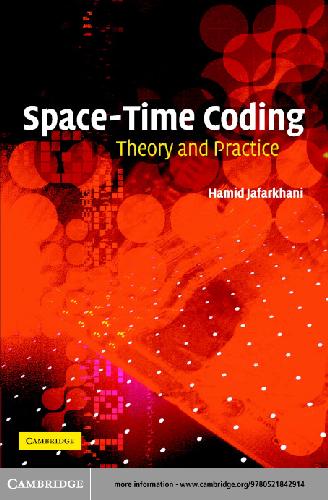 Space-Time Coding
Theory and Practice
Hamid Jafarkhani
CAMBRIDGE
CAMBRIDGE
more information - www.cambridge.org/9780521842914